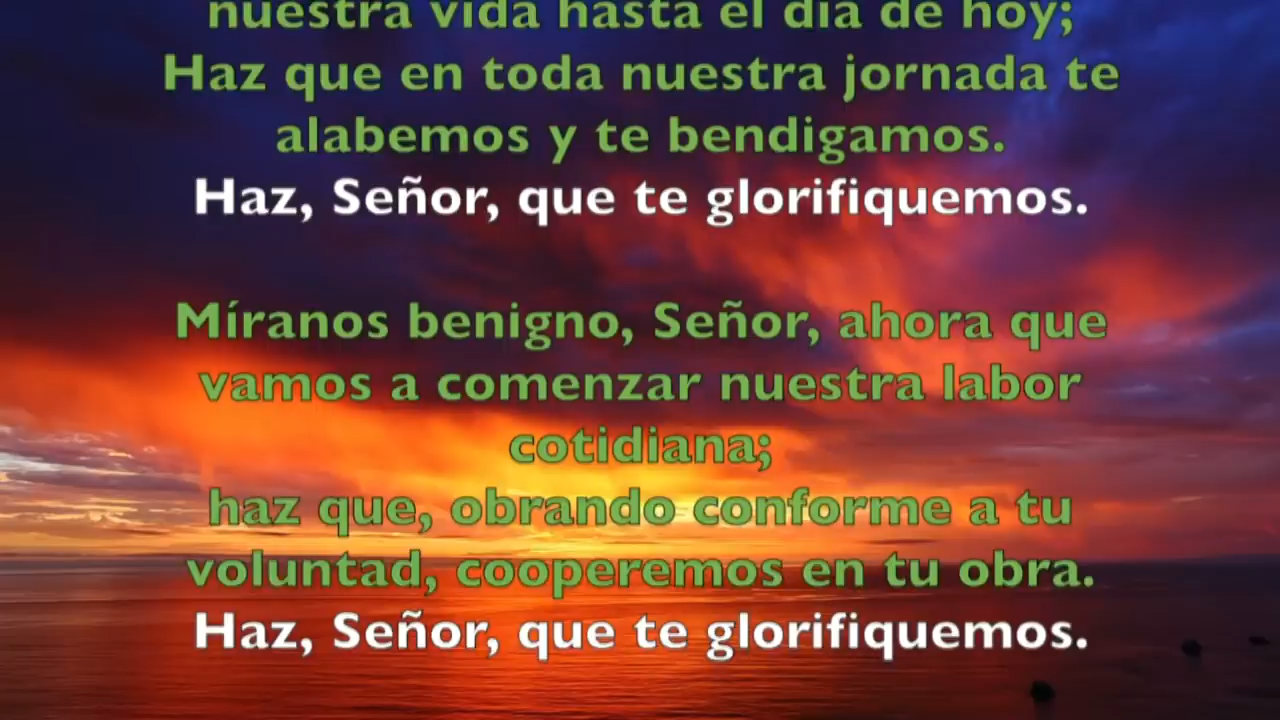 nuestra vida hasta el día de hoy;
Haz que en toda nuestra jornada te
alabemos y te bendigamos.
Haz, Señor, que te glorifiquemos.
Míranos benigno, Señor, ahora que
vamos a comenzar nuestra labor
cotidiana;
haz que, obrando conforme a tu
voluntad, cooperemos en tu obra.
Haz, Señor, que te glorifiquemos.